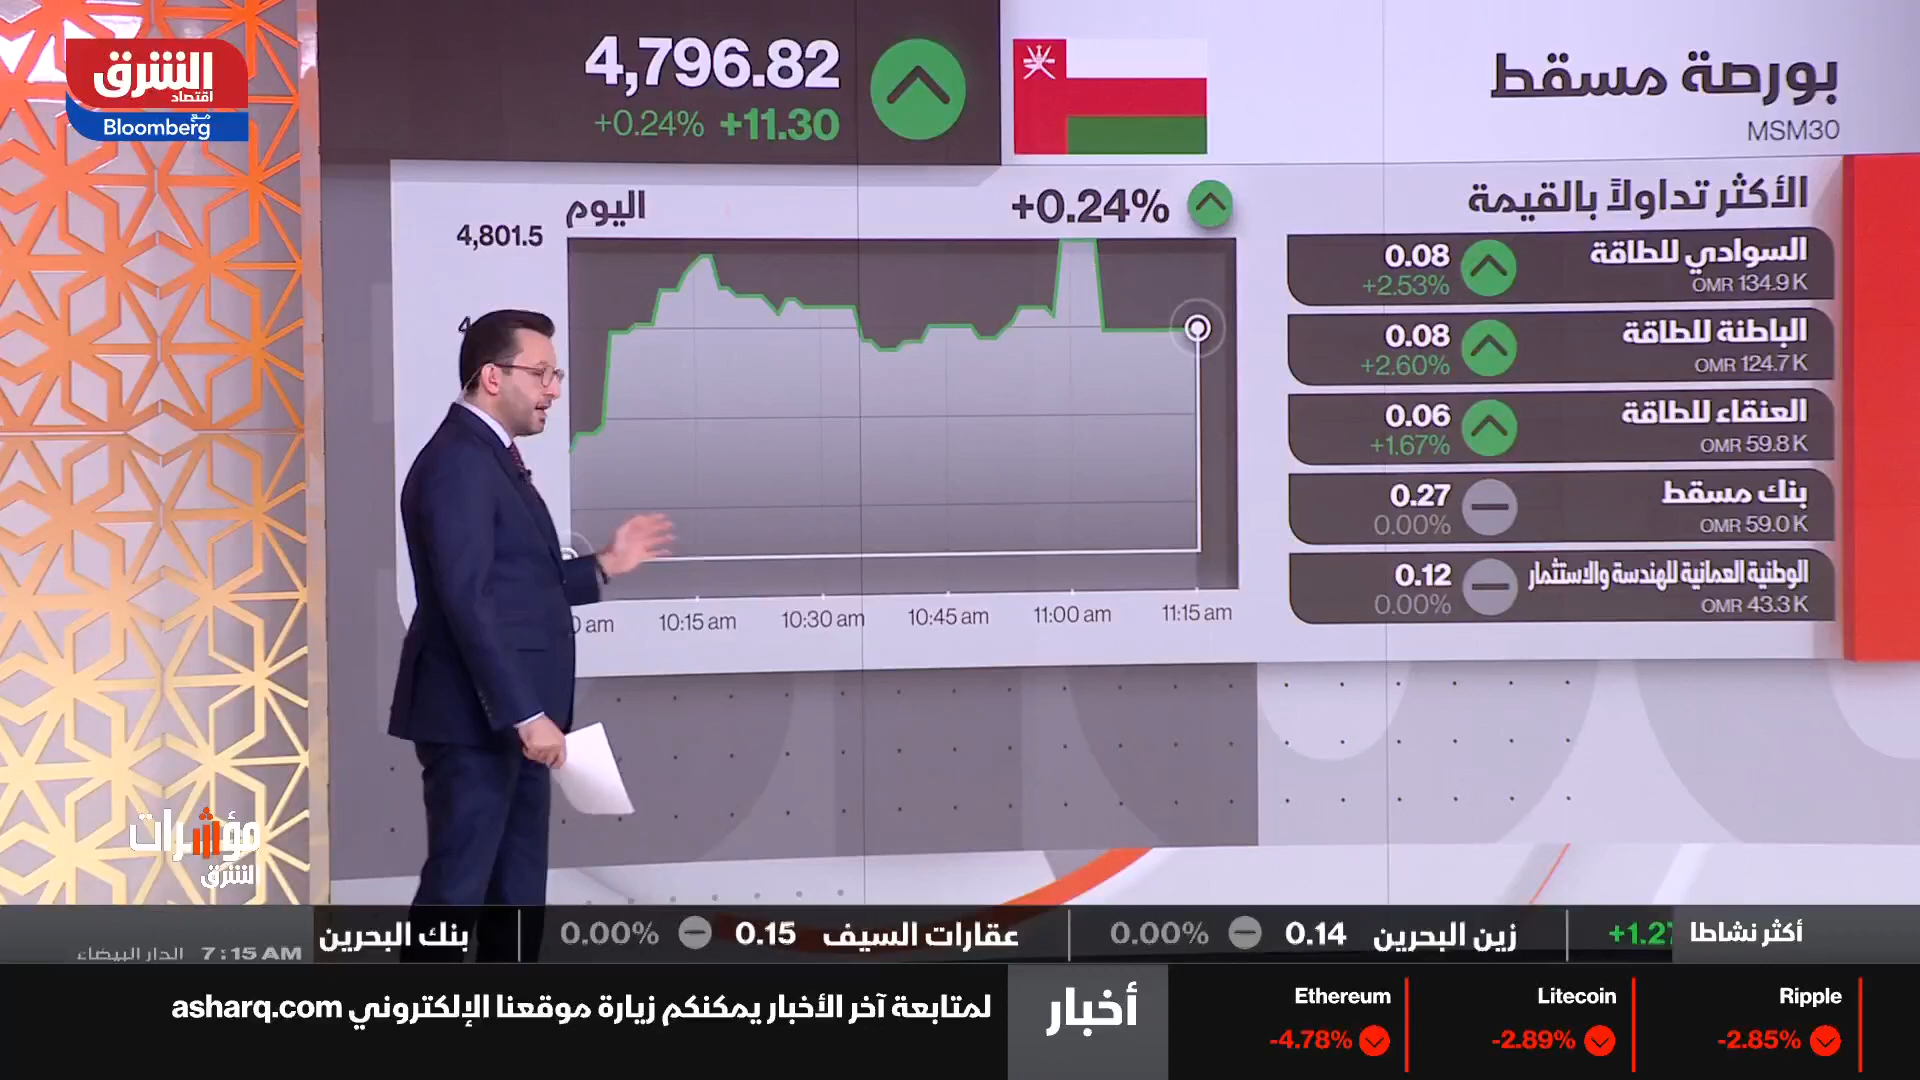 الشرق
اقتصاد
مع
Bloomberg
4,796.82
+0.24% +11.30
بورصة مسقط
MSM30
اليوم
+0.24%
4,801.5
10:15 am
10:30 am
10:45 am
11:00 am
11:15 am
الأكثر تداولاً بالقيمة
السوادي للطاقة
OMR 134.9 K
0.08
+2.53%
الباطنة للطاقة
OMR 124.7 K
0.08
+2.60%
العنقاء للطاقة
OMR 59.8 K
0.06
+1.67%
بنك مسقط
OMR 59.0 K
0.27
0.00%
الوطنية العمانية للهندسة والاستثمار
OMR 43.3 K
0.12
0.00%
مؤشرات
الشرق
أكثر نشاطا
+1.27
زين البحرين 0.14 0.00%
عقارات السيف 0.15 0.00%
بنك البحرين
7:15 AM الدار البيضاء
Ripple
-2.85%
Litecoin
-2.89%
Ethereum
-4.78%
أخبار
لمتابعة آخر الأخبار يمكنكم زيارة موقعنا الإلكتروني asharq.com